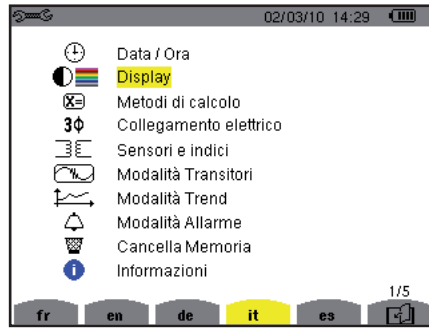 02/03/10 14:29
Data / Ora
Display
X= Metodi di calcolo
3Φ Collegamento elettrico
Sensori e indici
Modalità Transitori
Modalità Trend
Modalità Allarme
Cancella Memoria
i Informazioni
1/5
fr en de it es